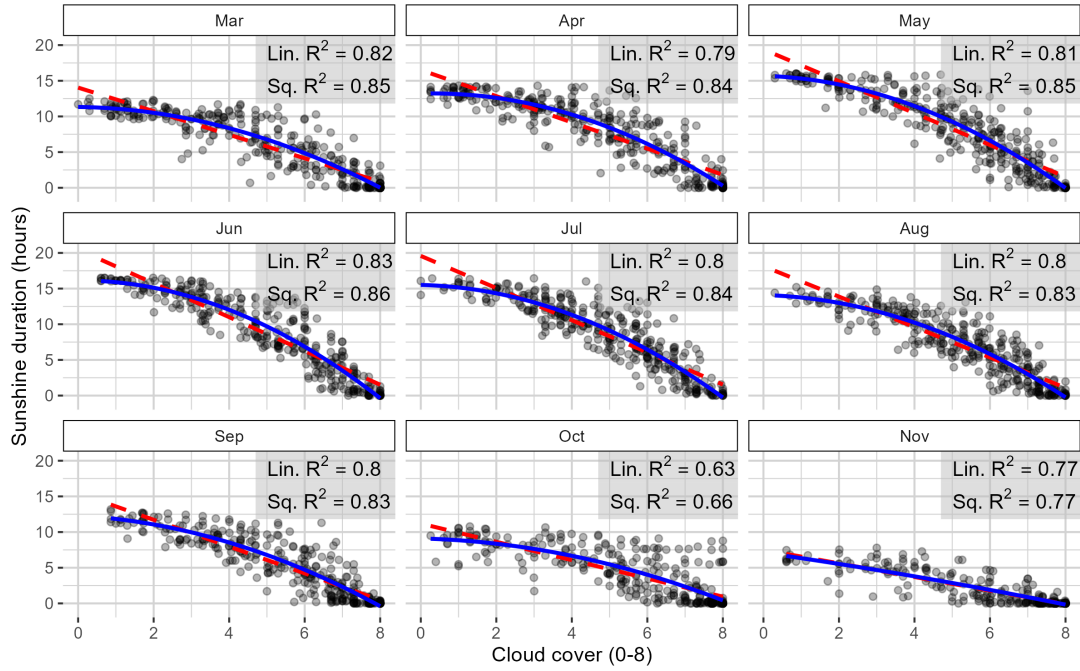 Mar Apr May
20
15
10
5
0
Lin. R² = 0.82
Sq. R² = 0.85
Lin. R² = 0.79
Sq. R² = 0.84
Lin. R² = 0.81
Sq. R² = 0.85
Jun Jul Aug
20
15
10
5
0
Lin. R² = 0.83
Sq. R² = 0.86
Lin. R² = 0.8
Sq. R² = 0.84
Lin. R² = 0.8
Sq. R² = 0.83
Sep Oct Nov
20
15
10
5
0
Lin. R² = 0.8
Sq. R² = 0.83
Lin. R² = 0.63
Sq. R² = 0.66
Lin. R² = 0.77
Sq. R² = 0.77
0 2 4 6 8 0 2 4 6 8 0 2 4 6 8
Cloud cover (0-8)
Sunshine duration (hours)